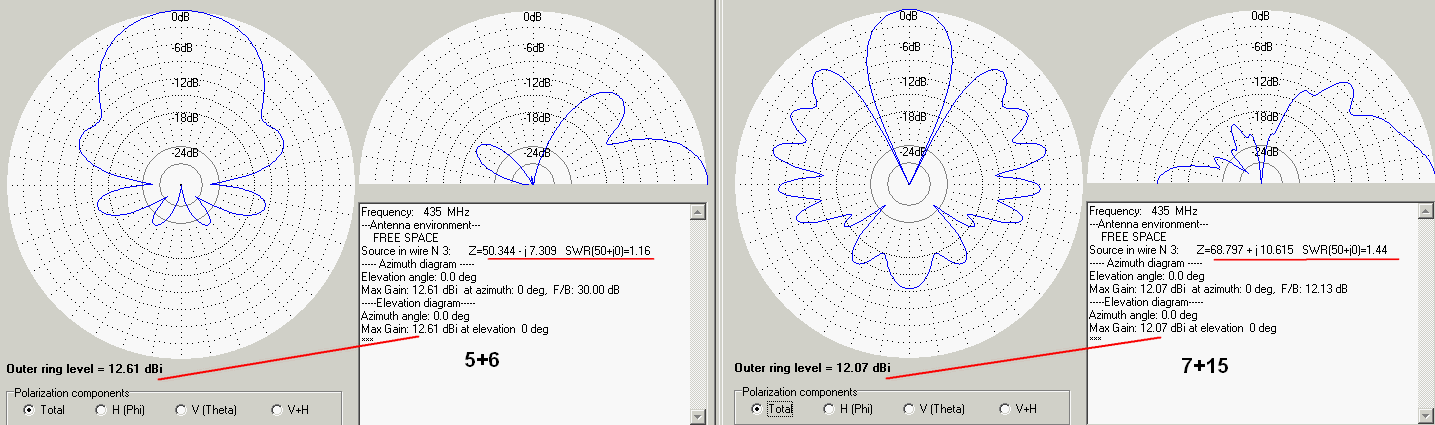 0dB
-6dB
-12dB
-18dB
-24dB
0dB
-6dB
-12dB
-18dB
-24dB
Frequency: 435 MHz
---Antenna environment---
FREE SPACE
Source in wire N 3: Z=50.344 - j 7.309 SWR(50+j0)=1.16
----- Azimuth diagram -----
Elevation angle: 0.0 deg
Max Gain: 12.61 dBi at azimuth: 0 deg, F/B: 30.00 dB
-----Elevation diagram-----
Azimuth angle: 0.0 deg
Max Gain: 12.61 dBi at elevation 0 deg
***
5+6
Outer ring level = 12.61 dBi
Polarization components
Total H (Phi) V (Theta) V+H
0dB
-6dB
-12dB
-18dB
-24dB
0dB
-6dB
-12dB
-18dB
-24dB
Frequency: 435 MHz
---Antenna environment---
FREE SPACE
Source in wire N 3: Z=68.797 + j 10.615 SWR(50+j0)=1.44
----- Azimuth diagram -----
Elevation angle: 0.0 deg
Max Gain: 12.07 dBi at azimuth: 0 deg, F/B: 12.13 dB
-----Elevation diagram-----
Azimuth angle: 0.0 deg
Max Gain: 12.07 dBi at elevation 0 deg
***
7+15
Outer ring level = 12.07 dBi
Polarization components
Total H (Phi) V (Theta) V+H